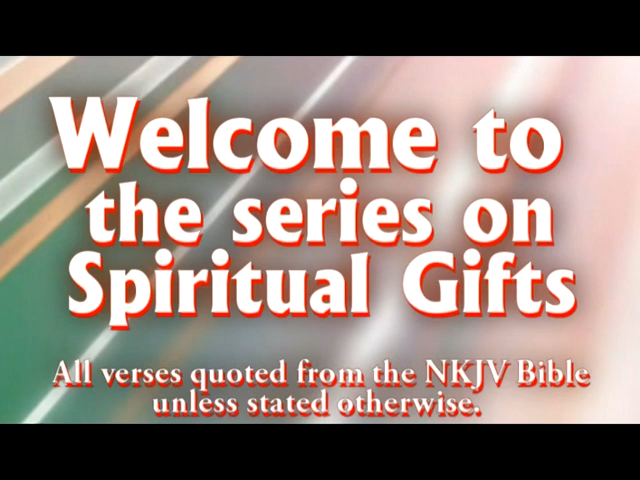 Welcome to
the series on
Spiritual Gifts
All verses quoted from the NKJV Bible
unless stated otherwise.